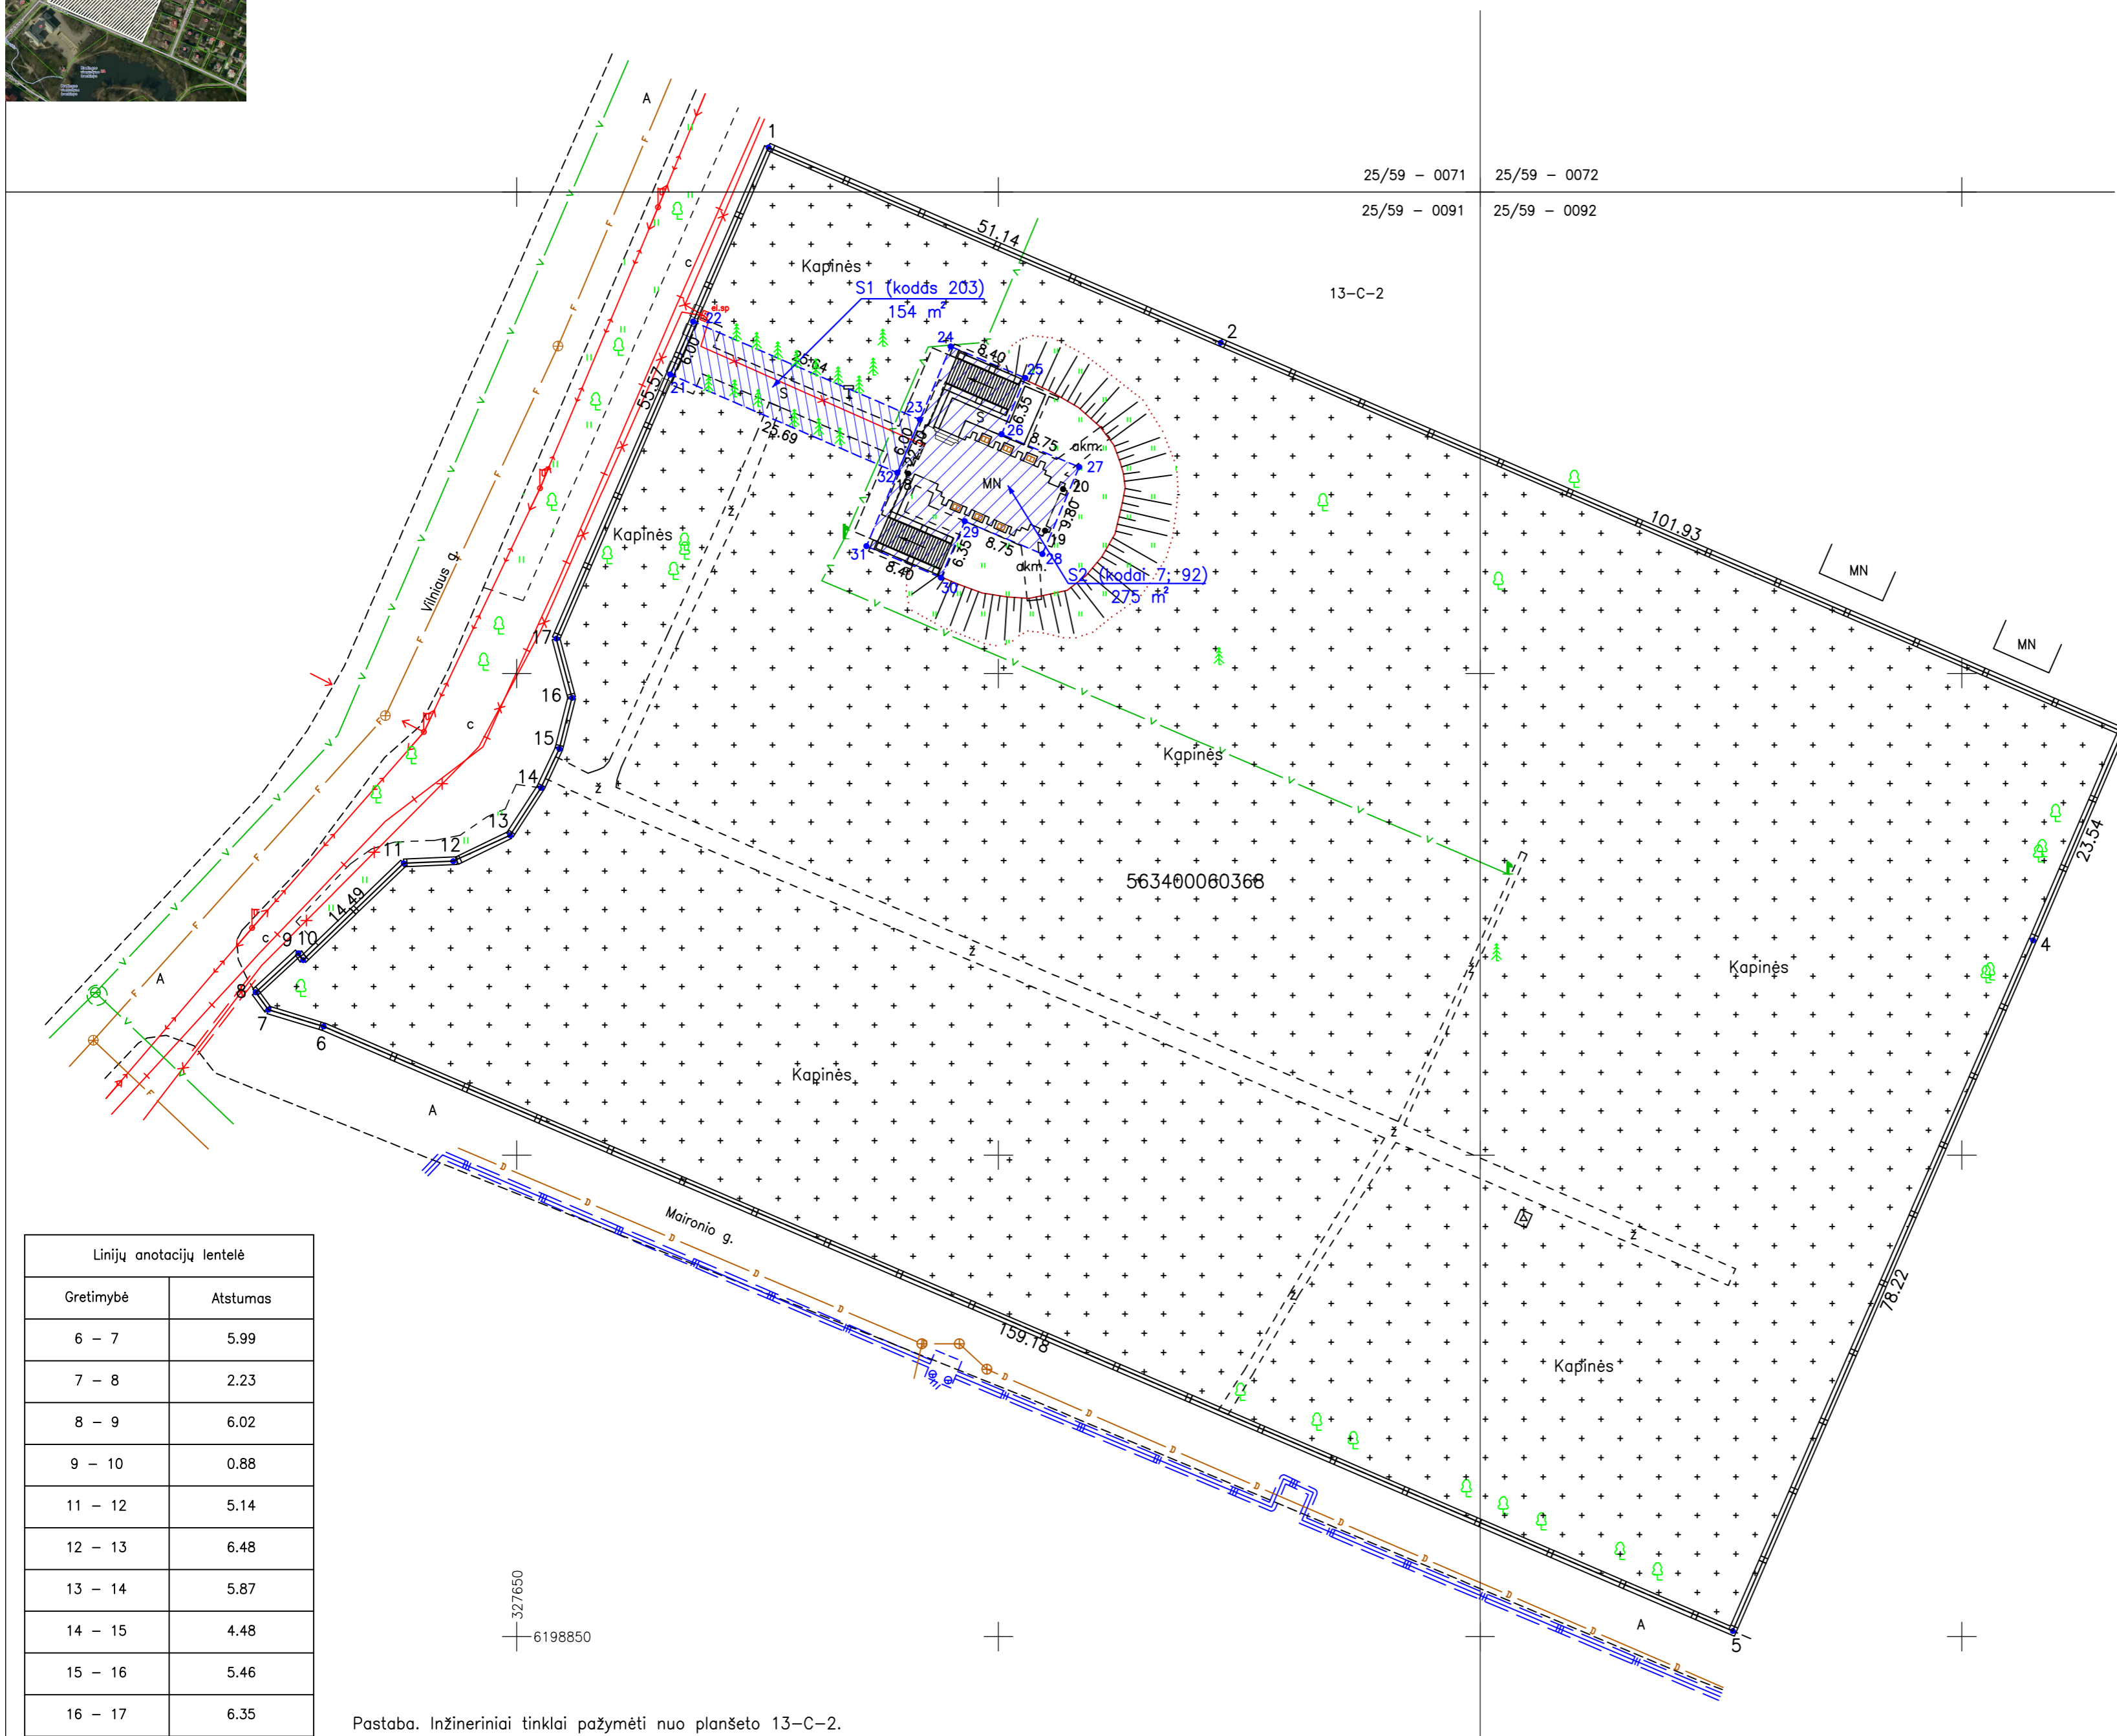 1
51.14
25/59 – 0071
25/59 – 0072
25/59 – 0091
25/59 – 0092
13-C-2
Kapinės
S1 (kodas 203)
154 m²
2
el.sp
22
6.00
21
55.57
25.64
25.69
S
T
23
24
8.40
25
6.35
S
26
8.75
akm.
27
6.00
22.50
32
18
MN
20
9.80
19
29
8.75
28
akm.
31
8.40
6.35
30
S2 (kodai 7; 92)
275 m²
101.93
MN
MN
A
c
Vilniaus g.
Kapinės
ž
17
16
15
14
ž
13
12
11
14.49
c
c
9
10
8
7
6
A
A
Kapinės
563400060368
Kapinės
ž
ž
ž
ž
ž
23.54
4
78.22
Kapinės
Kapinės
Maironio g.
159.18
A
5
Linijų anotacijų lentelė
Gretimybė Atstumas
6 – 7 5.99
7 – 8 2.23
8 – 9 6.02
9 – 10 0.88
11 – 12 5.14
12 – 13 6.48
13 – 14 5.87
14 – 15 4.48
15 – 16 5.46
16 – 17 6.35
327650
6198850
Pastaba. Inžineriniai tinklai pažymėti nuo planšeto 13-C-2.